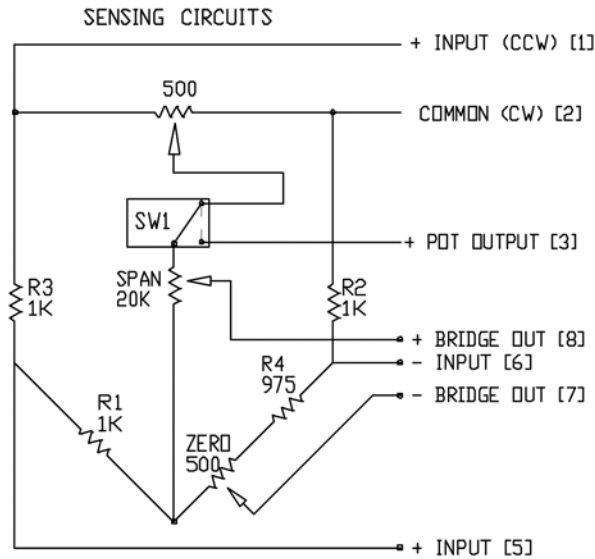 SENSING CIRCUITS
+ INPUT (CCW) [1]
500
COMMON (CW) [2]
SW1
+ POT OUTPUT [3]
SPAN
20K
R3
1K
R2
1K
+ BRIDGE OUT [8]
- INPUT [6]
R4
975
- BRIDGE OUT [7]
R1
1K
ZERO
500
+ INPUT [5]